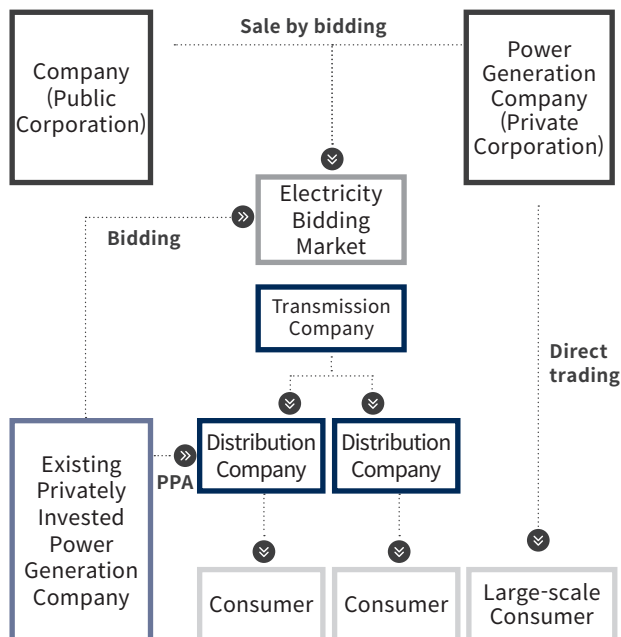 Sale by bidding
Company
(Public
Corporation)
Power
Generation
Company
(Private
Corporation)
Electricity
Bidding
Market
Bidding
Transmission
Company
Direct
trading
Existing
Privately
Invested
Power
Generation
Company
PPA
Distribution
Company
Distribution
Company
Consumer
Consumer
Large-scale
Consumer